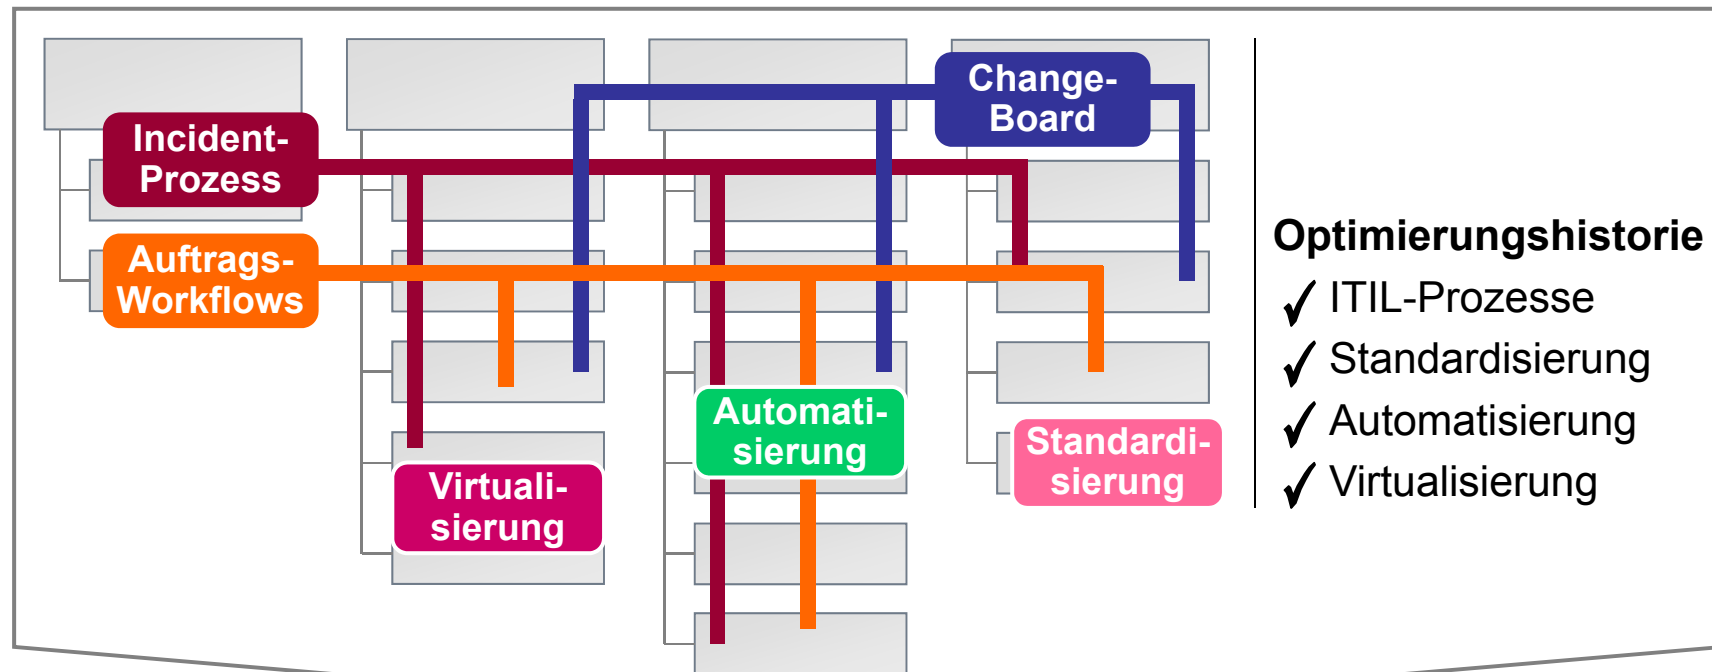 Change-
Board
Incident-
Prozess
Auftrags-
Workflows
Automati-
sierung
Standardi-
sierung
Virtuali-
sierung
Optimierungshistorie
✓ ITIL-Prozesse
✓ Standardisierung
✓ Automatisierung
✓ Virtualisierung